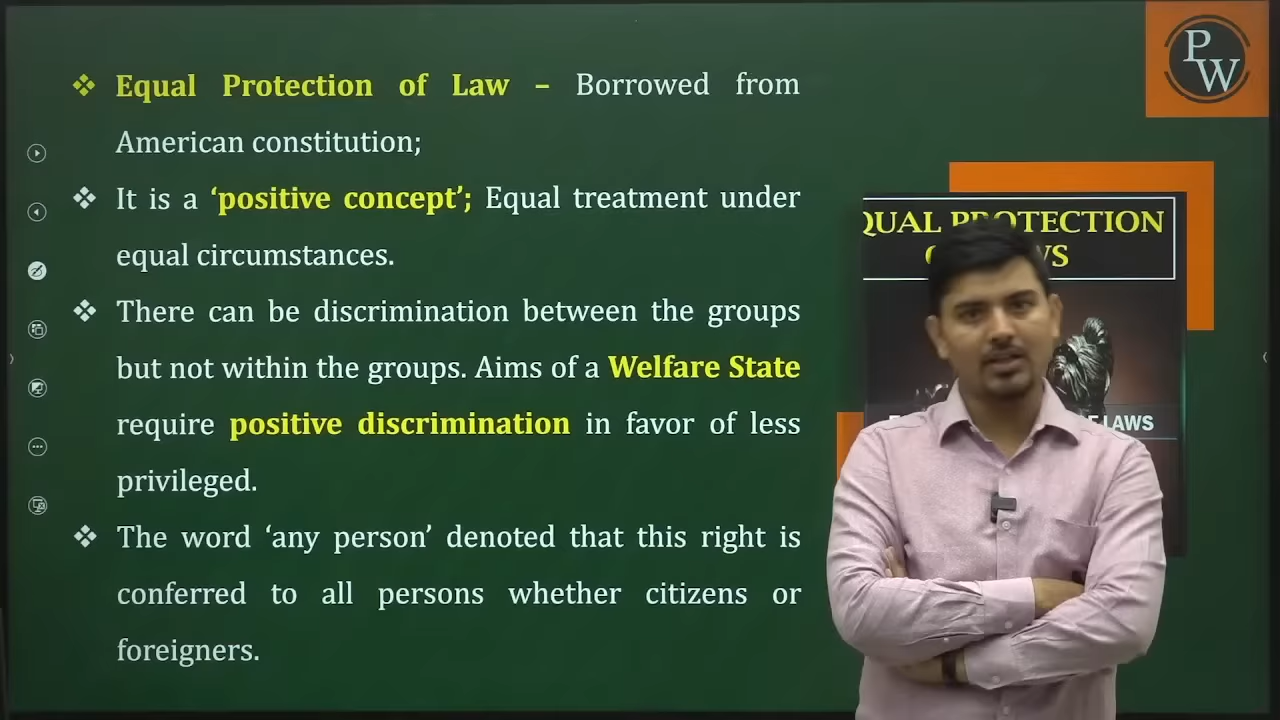 ❖ Equal Protection of Law – Borrowed from
American constitution;
❖ It is a ‘positive concept’; Equal treatment under
equal circumstances.
❖ There can be discrimination between the groups
but not within the groups. Aims of a Welfare State
require positive discrimination in favor of less
privileged.
❖ The word ‘any person’ denoted that this right is
conferred to all persons whether citizens or
foreigners.
PW
PROTECTION
LAWS